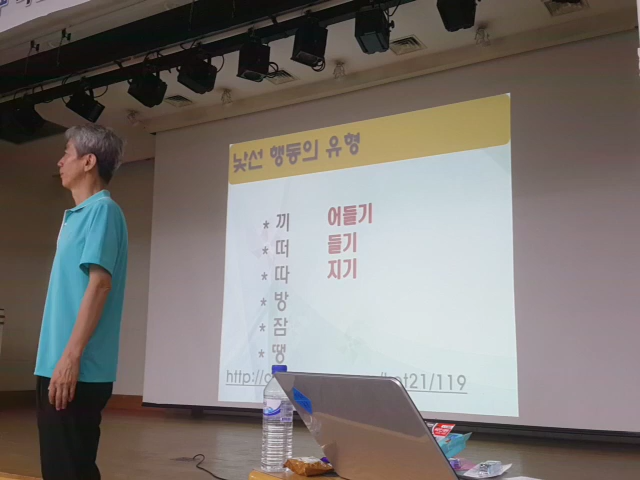 낯선 행동의 유형
* 끼 어들기
* 떠 들기
* 따 지기
* 방
* 잠
* 땡
http:// t21/119